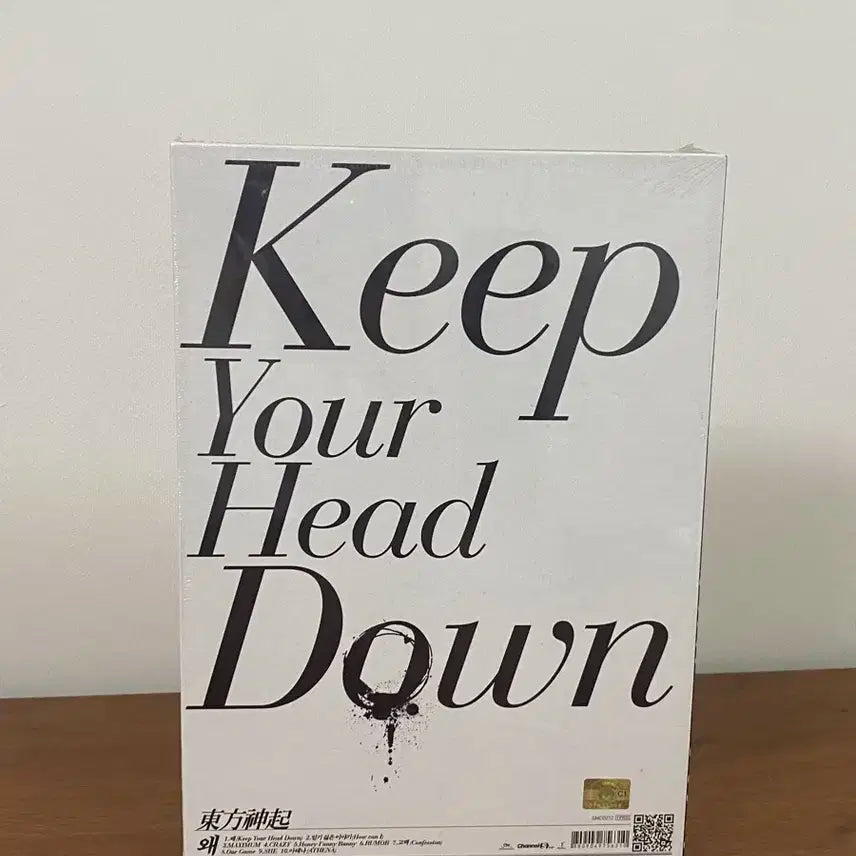 Keep
Your
Head
Down
東方神起
왜
1.왜(Keep Your Head Down) 2.믿기 싫은 이야기(How can I)
3.MAXIMUM 4.CRAZY 5.Honey Funny Bunny 6.RUMOR 7.고백 (Confession)
8.Our Game 9.SHE 10.아테나 (ATHENA)